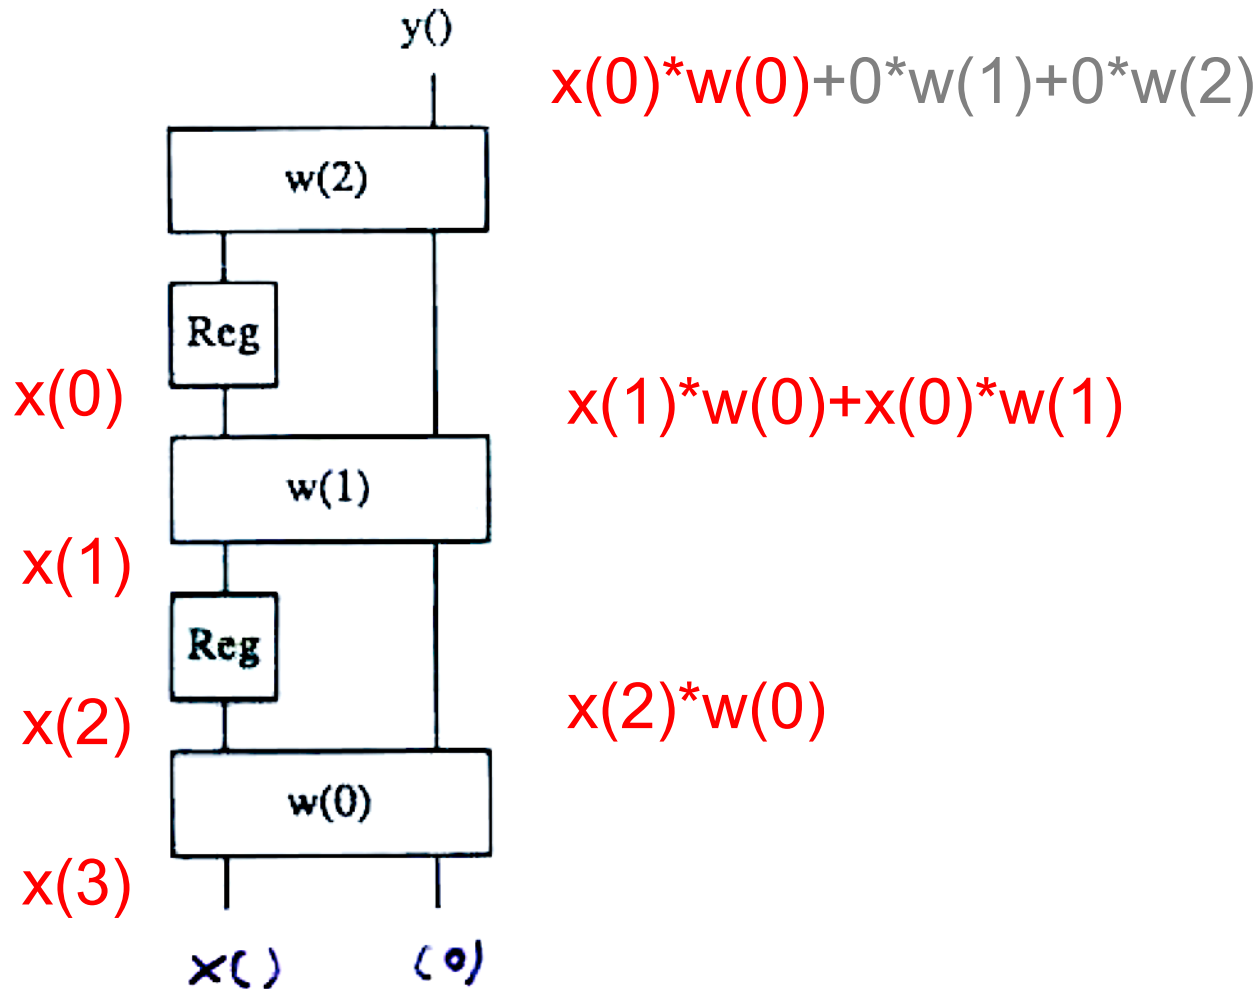 y()
x(0)*w(0)+0*w(1)+0*w(2)
w(2)
Reg
x(0)
x(1)*w(0)+x(0)*w(1)
w(1)
x(1)
Reg
x(2)
x(2)*w(0)
w(0)
x(3)
x()
(0)